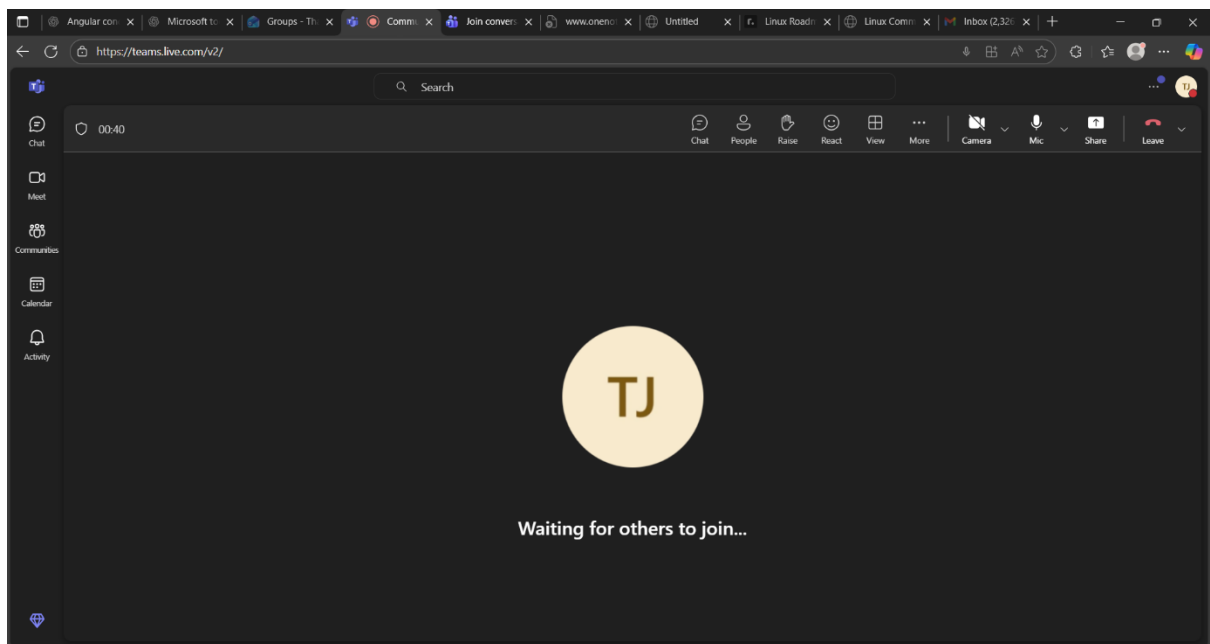 Angular con
Microsoft to
Groups - Th
Commu
Join convers
www.oneno
Untitled
Linux Roadm
Linux Comm
Inbox (2,326
https://teams.live.com/v2/
Search
TJ
Chat
Meet
Communities
Calendar
Activity
00:40
Chat
People
Raise
React
View
More
Camera
Mic
Share
Leave
TJ
Waiting for others to join...